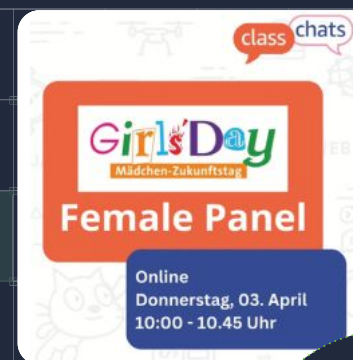 class chats
Girls'Day
Mädchen-Zukunftstag
Female Panel
Online
Donnerstag, 03. April
10:00 - 10.45 Uhr